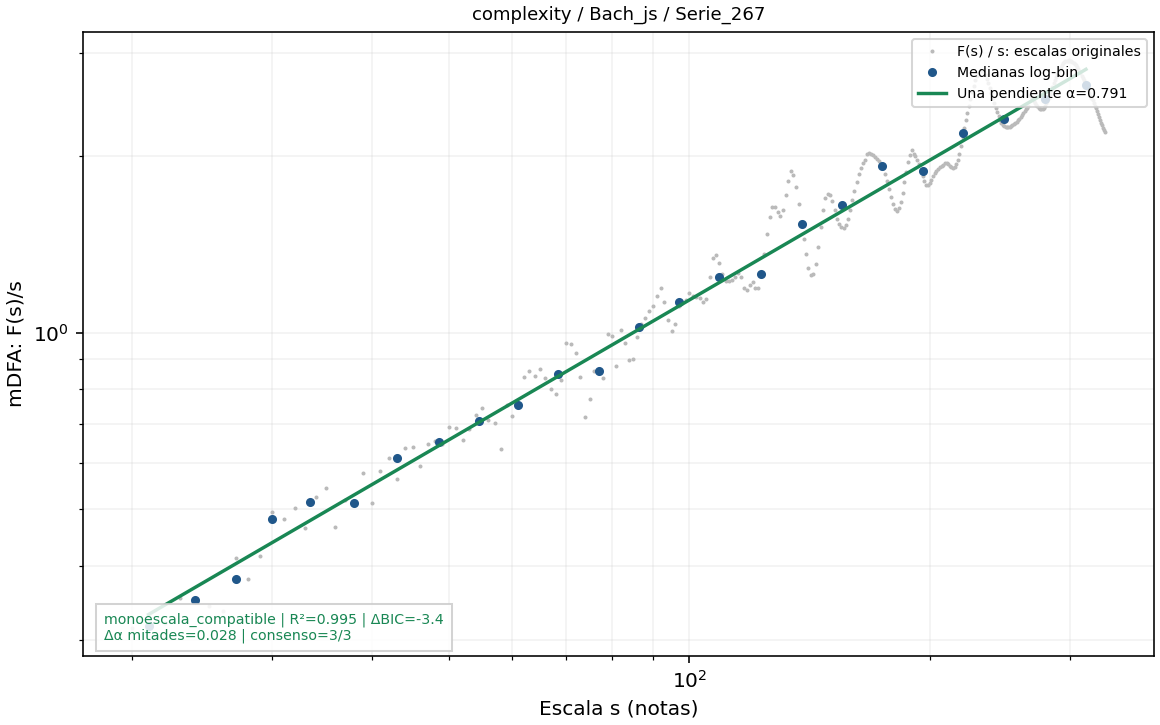 complexity / Bach_js / Serie_267
F(s) / s: escalas originales
Medianas log-bin
Una pendiente α=0.791
mDFA: F(s)/s
10⁰
monoescala_compatible | R²=0.995 | ΔBIC=-3.4
Δα mitades=0.028 | consenso=3/3
10²
Escala s (notas)